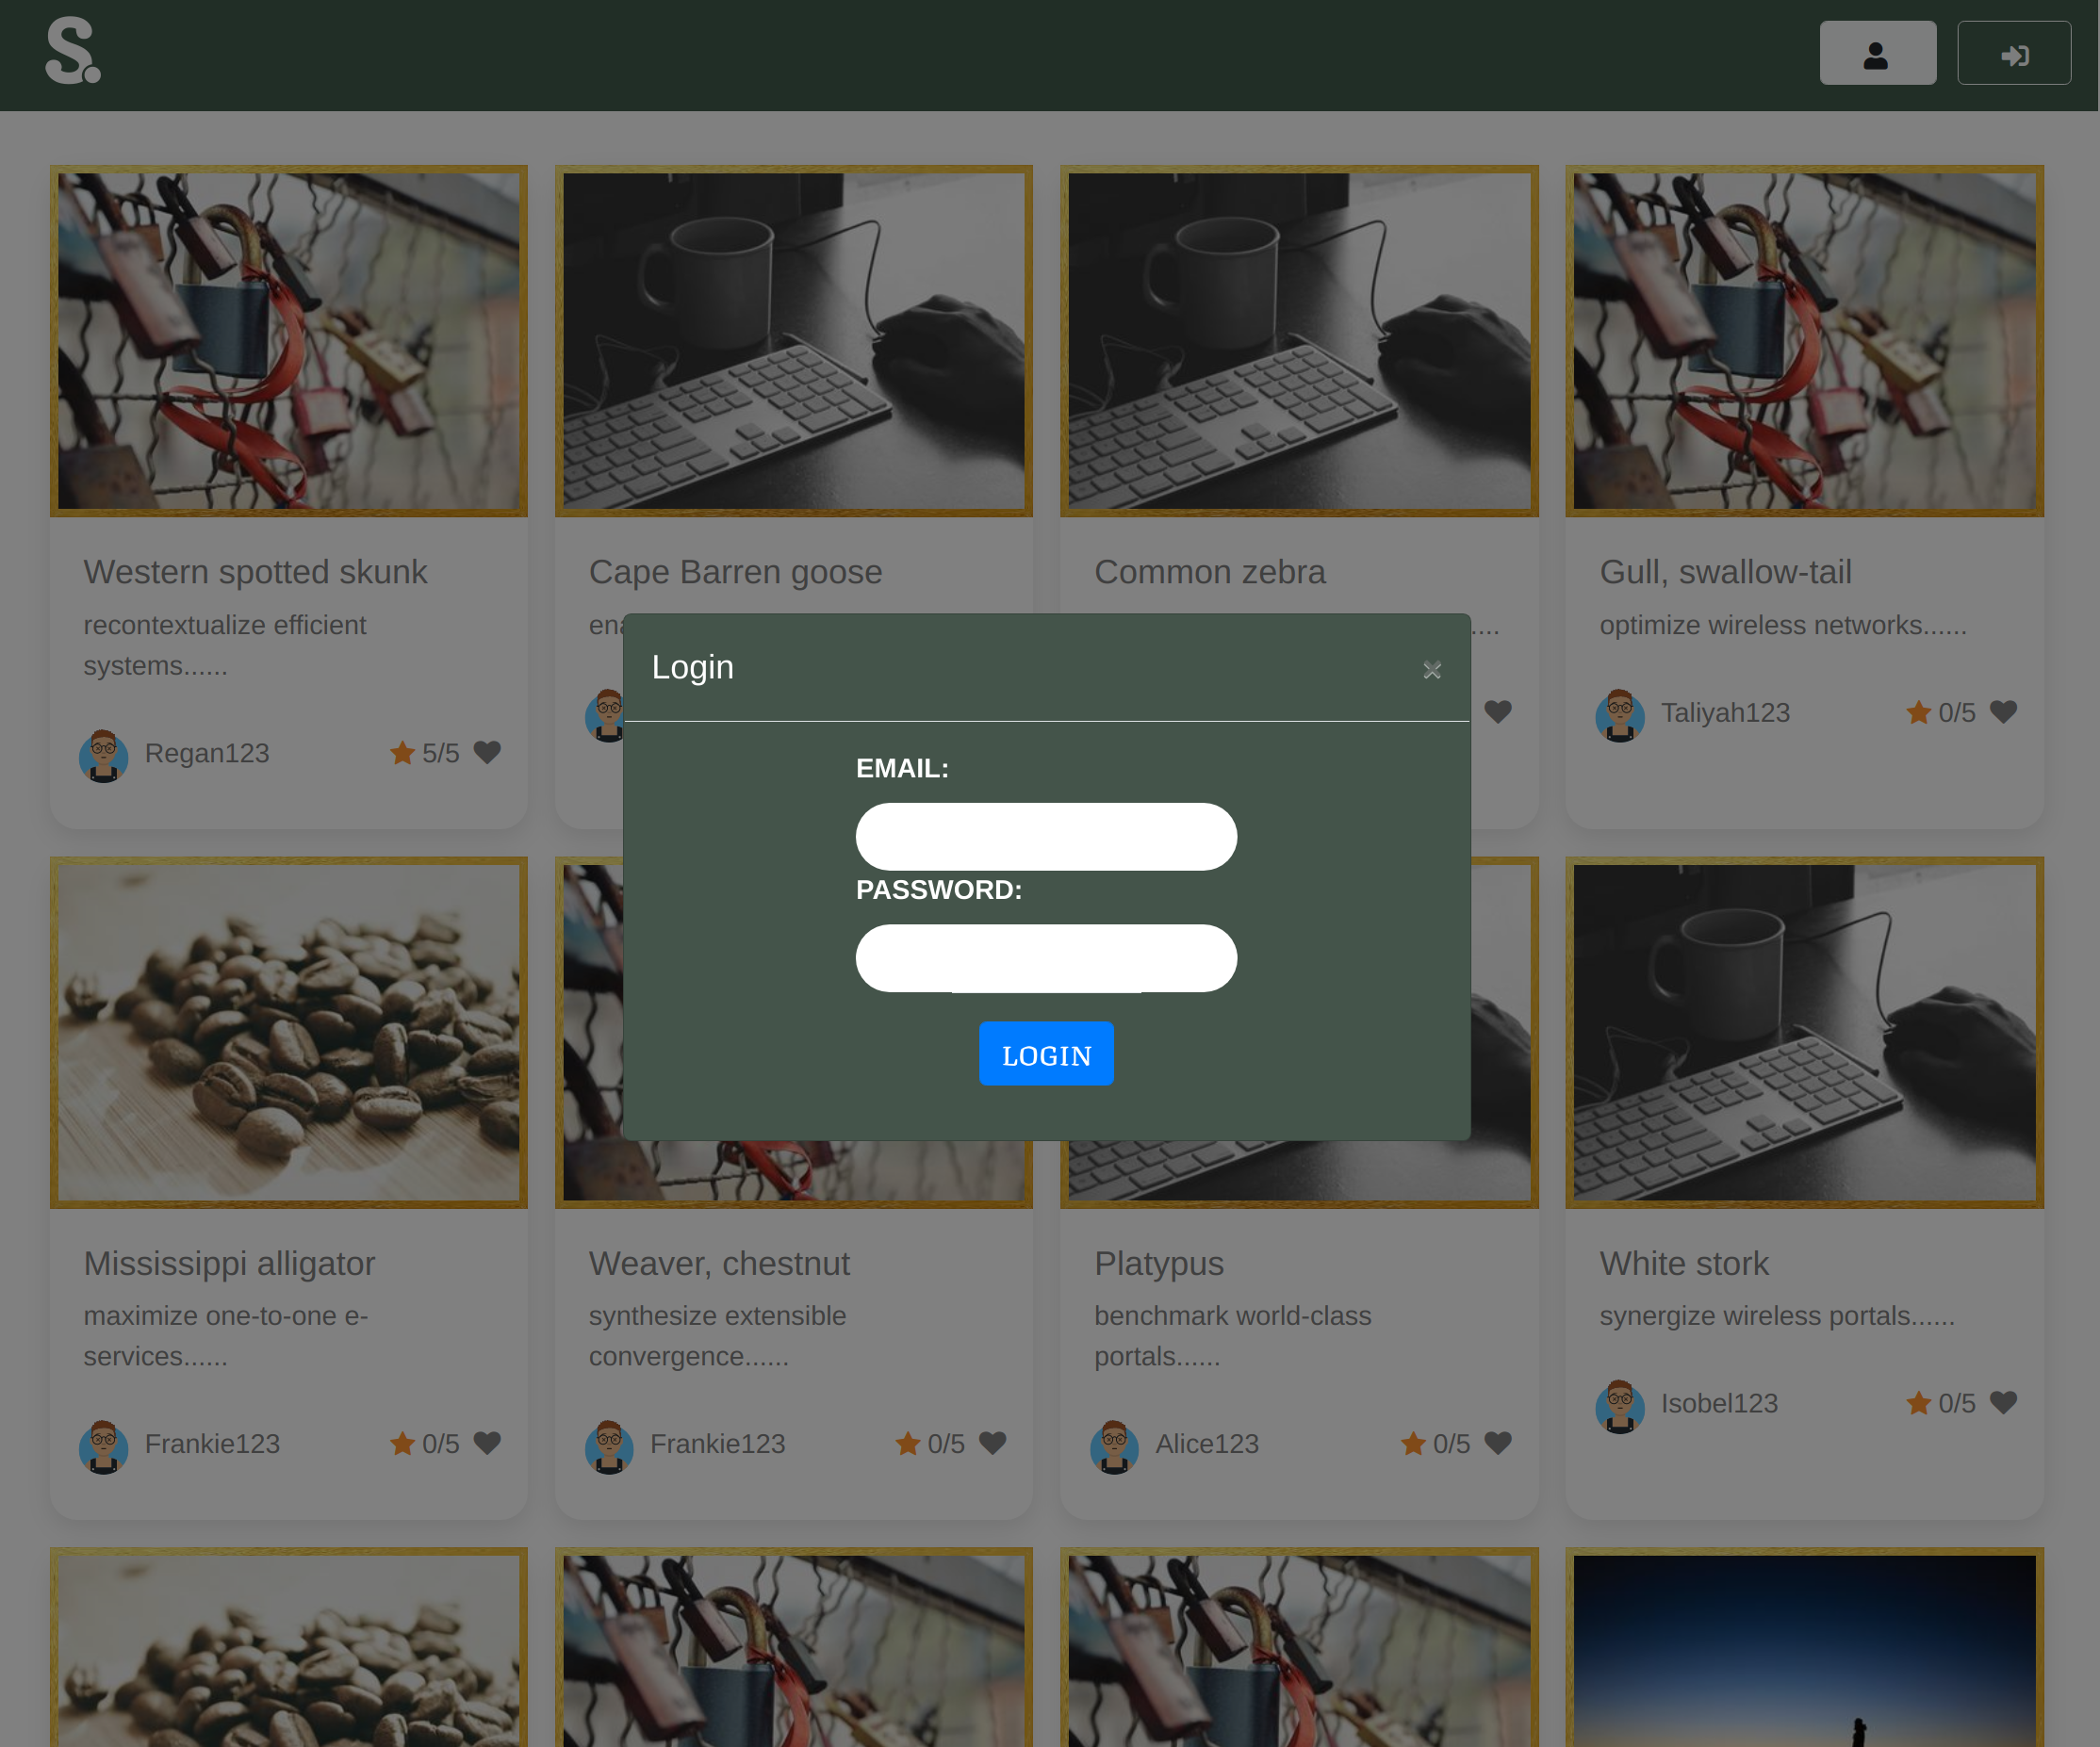 S.
Western spotted skunk
recontextualize efficient
systems......
Regan123
5/5
Cape Barren goose
Common zebra
....
Gull, swallow-tail
optimize wireless networks......
Taliyah123
0/5
Login
×
EMAIL:
PASSWORD:
LOGIN
Mississippi alligator
maximize one-to-one e-
services......
Frankie123
0/5
Weaver, chestnut
synthesize extensible
convergence......
Frankie123
0/5
Platypus
benchmark world-class
portals......
Alice123
0/5
White stork
synergize wireless portals......
Isobel123
0/5